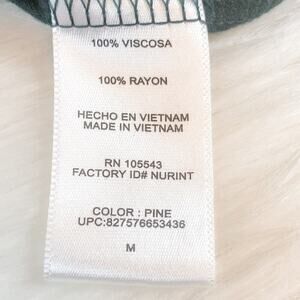 100% VISCOSA
100% RAYON
HECHO EN VIETNAM
MADE IN VIETNAM
RN 105543
FACTORY ID# NURINT
COLOR : PINE
UPC:827576653436
M